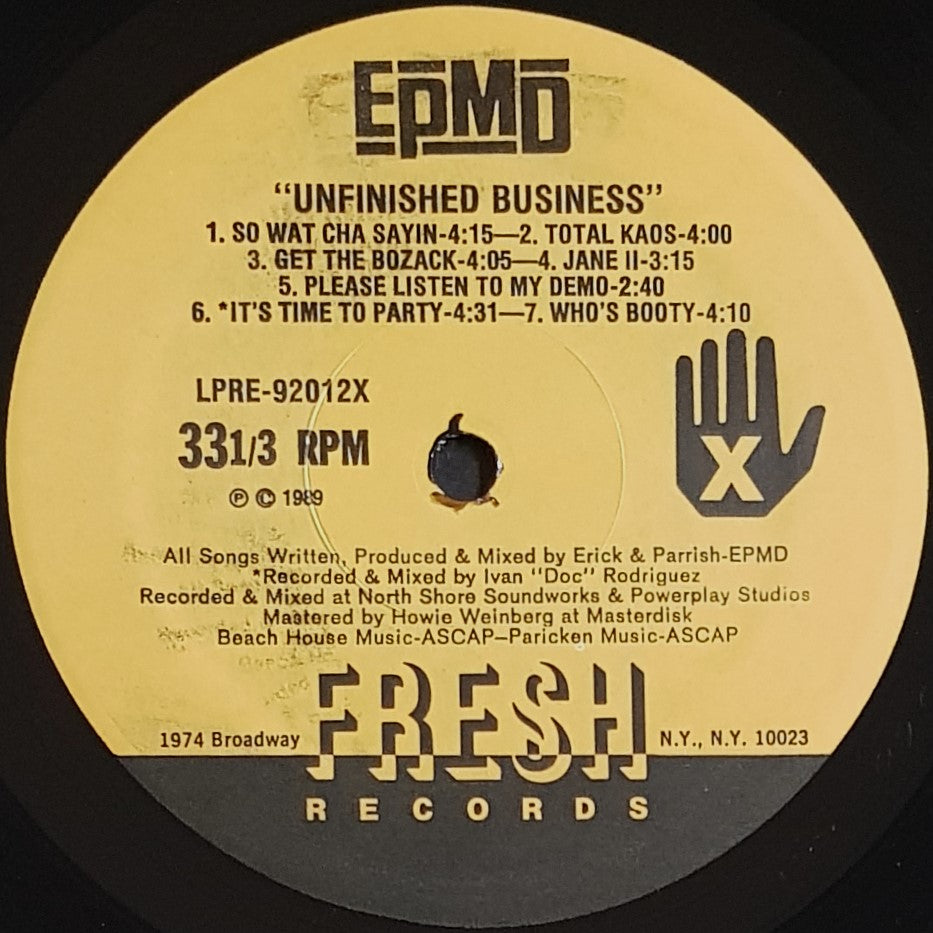 EPMD
“UNFINISHED BUSINESS”
1. SO WAT CHA SAYIN-4:15—2. TOTAL KAOS-4:00
3. GET THE BOZACK-4:05—4. JANE II-3:15
5. PLEASE LISTEN TO MY DEMO-2:40
6. *IT'S TIME TO PARTY-4:31—7. WHO'S BOOTY-4:10
LPRE-92012X
33 1/3 RPM
℗ © 1989
X
All Songs Written, Produced & Mixed by Erick & Parrish-EPMD
*Recorded & Mixed by Ivan "Doc" Rodriguez
Recorded & Mixed at North Shore Soundworks & Powerplay Studios
Mastered by Howie Weinberg at Masterdisk
Beach House Music-ASCAP–Paricken Music-ASCAP
1974 Broadway FRESH N.Y., N.Y. 10023
RECORDS